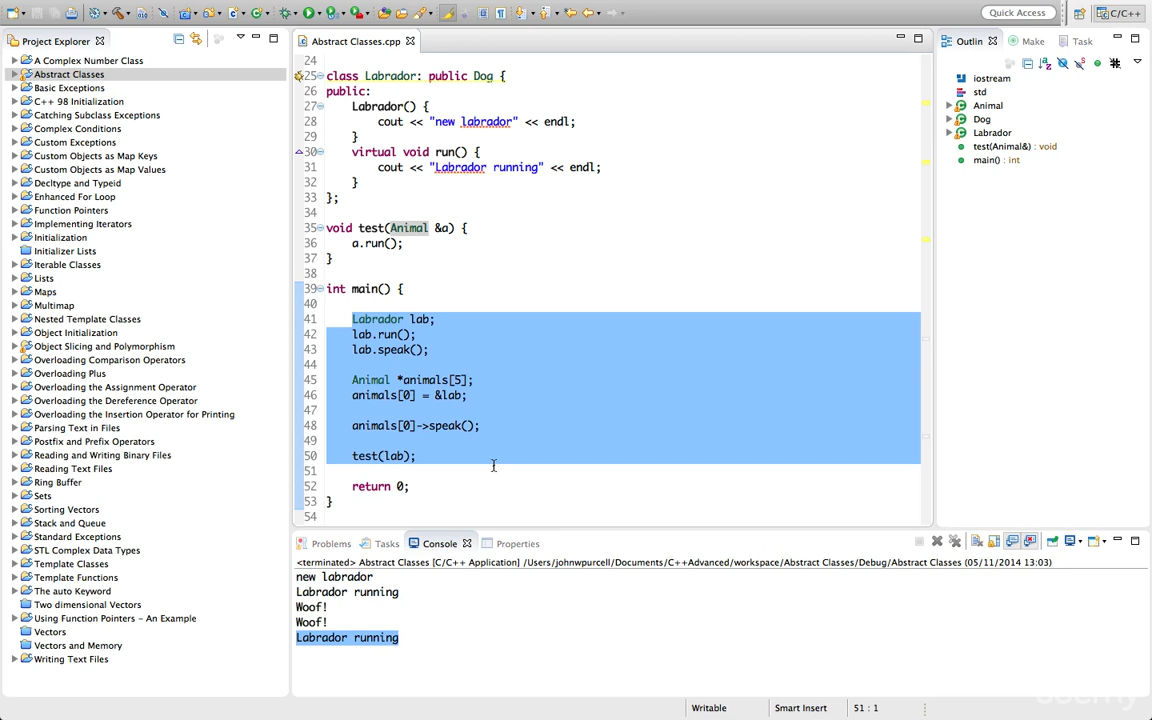 Quick Access
C/C++
Project Explorer
A Complex Number Class
Abstract Classes
Basic Exceptions
C++ 98 Initialization
Catching Subclass Exceptions
Complex Conditions
Custom Exceptions
Custom Objects as Map Keys
Custom Objects as Map Values
Decltype and Typeid
Enhanced For Loop
Function Pointers
Implementing Iterators
Initialization
Initializer Lists
Iterable Classes
Lists
Maps
Multimap
Nested Template Classes
Object Initialization
Object Slicing and Polymorphism
Overloading Comparison Operators
Overloading Plus
Overloading the Assignment Operator
Overloading the Dereference Operator
Overloading the Insertion Operator for Printing
Parsing Text in Files
Postfix and Prefix Operators
Reading and Writing Binary Files
Reading Text Files
Ring Buffer
Sets
Sorting Vectors
Stack and Queue
Standard Exceptions
STL Complex Data Types
Template Classes
Template Functions
The auto Keyword
Two dimensional Vectors
Using Function Pointers - An Example
Vectors
Vectors and Memory
Writing Text Files
Abstract Classes.cpp
24
25 class Labrador: public Dog {
26 public:
27 Labrador() {
28 cout << "new labrador" << endl;
29 }
30 virtual void run() {
31 cout << "Labrador running" << endl;
32 }
33 };
34
35 void test(Animal &a) {
36 a.run();
37 }
38
39 int main() {
40
41 Labrador lab;
42 lab.run();
43 lab.speak();
44
45 Animal *animals[5];
46 animals[0] = &lab;
47
48 animals[0]->speak();
49
50 test(lab);
51
52 return 0;
53 }
54
Outlin
Make
Task
iostream
std
Animal
Dog
Labrador
test(Animal&) : void
main() : int
Problems
Tasks
Console
Properties
<terminated> Abstract Classes [C/C++ Application] /Users/johnwpurcell/Documents/C++Advanced/workspace/Abstract Classes/Debug/Abstract Classes (05/11/2014 13:03)
new labrador
Labrador running
Woof!
Woof!
Labrador running
Writable
Smart Insert
51 : 1